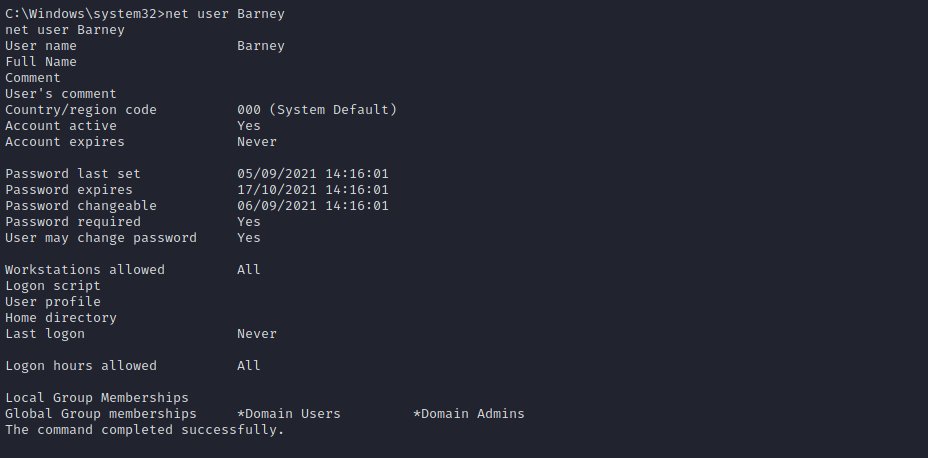 C:\Windows\system32>net user Barney
net user Barney
User name                    Barney
Full Name
Comment
User's comment
Country/region code          000 (System Default)
Account active               Yes
Account expires              Never

Password last set            05/09/2021 14:16:01
Password expires             17/10/2021 14:16:01
Password changeable          06/09/2021 14:16:01
Password required            Yes
User may change password     Yes

Workstations allowed         All
Logon script
User profile
Home directory
Last logon                   Never

Logon hours allowed          All

Local Group Memberships
Global Group memberships     *Domain Users         *Domain Admins
The command completed successfully.